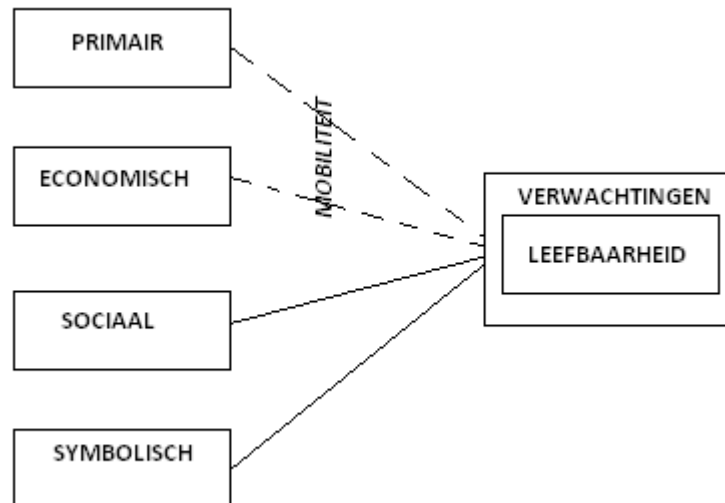 PRIMAIR
MOBILITEIT
ECONOMISCH
VERWACHTINGEN
LEEFBAARHEID
SOCIAAL
SYMBOLISCH